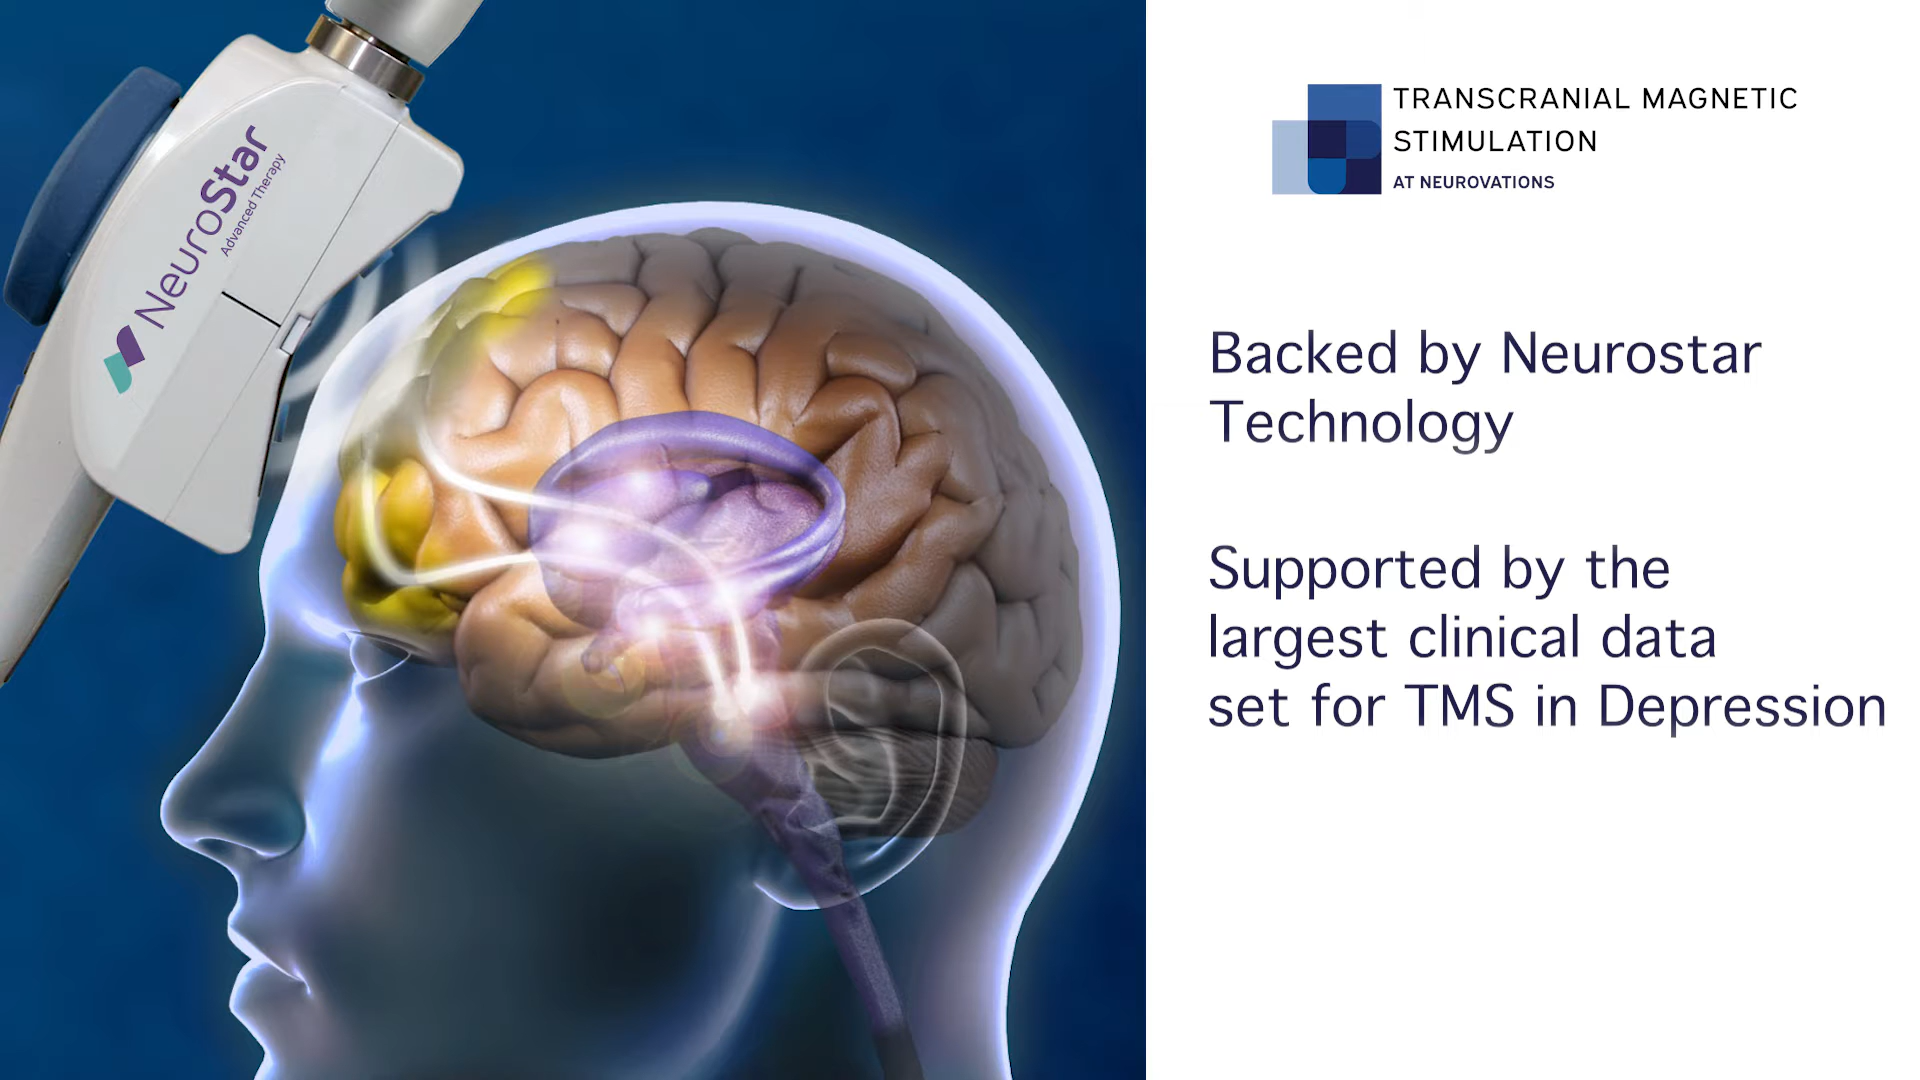 NeuroStar
Advanced Therapy
TRANSCRANIAL MAGNETIC
STIMULATION
AT NEUROVATIONS
Backed by Neurostar
Technology
Supported by the
largest clinical data
set for TMS in Depression